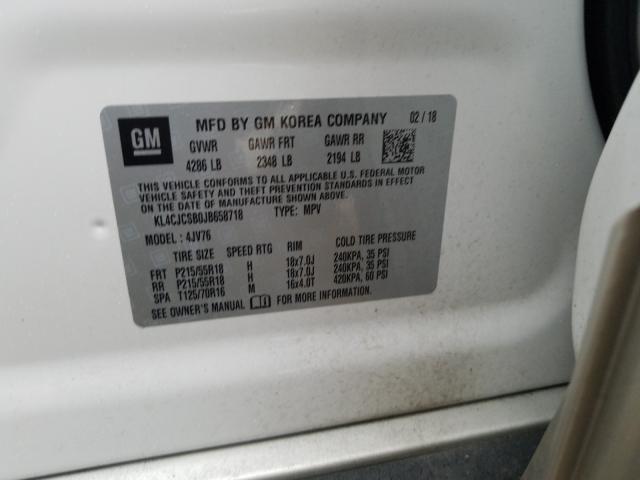 GM
MFD BY GM KOREA COMPANY 02 / 18
GVWR GAWR FRT GAWR RR
4286 LB 2348 LB 2194 LB
THIS VEHICLE CONFORMS TO ALL APPLICABLE U.S. FEDERAL MOTOR
VEHICLE SAFETY AND THEFT PREVENTION STANDARDS IN EFFECT
ON THE DATE OF MANUFACTURE SHOWN ABOVE.
KL4CJCSB0JB658718 TYPE: MPV
MODEL : 4JV76
TIRE SIZE SPEED RTG RIM COLD TIRE PRESSURE
FRT P215/55R18 H 18x7.0J 240KPA, 35 PSI
RR P215/55R18 H 18x7.0J 240KPA, 35 PSI
SPA T125/70R16 M 16x4.0T 420KPA, 60 PSI
SEE OWNER'S MANUAL FOR MORE INFORMATION.